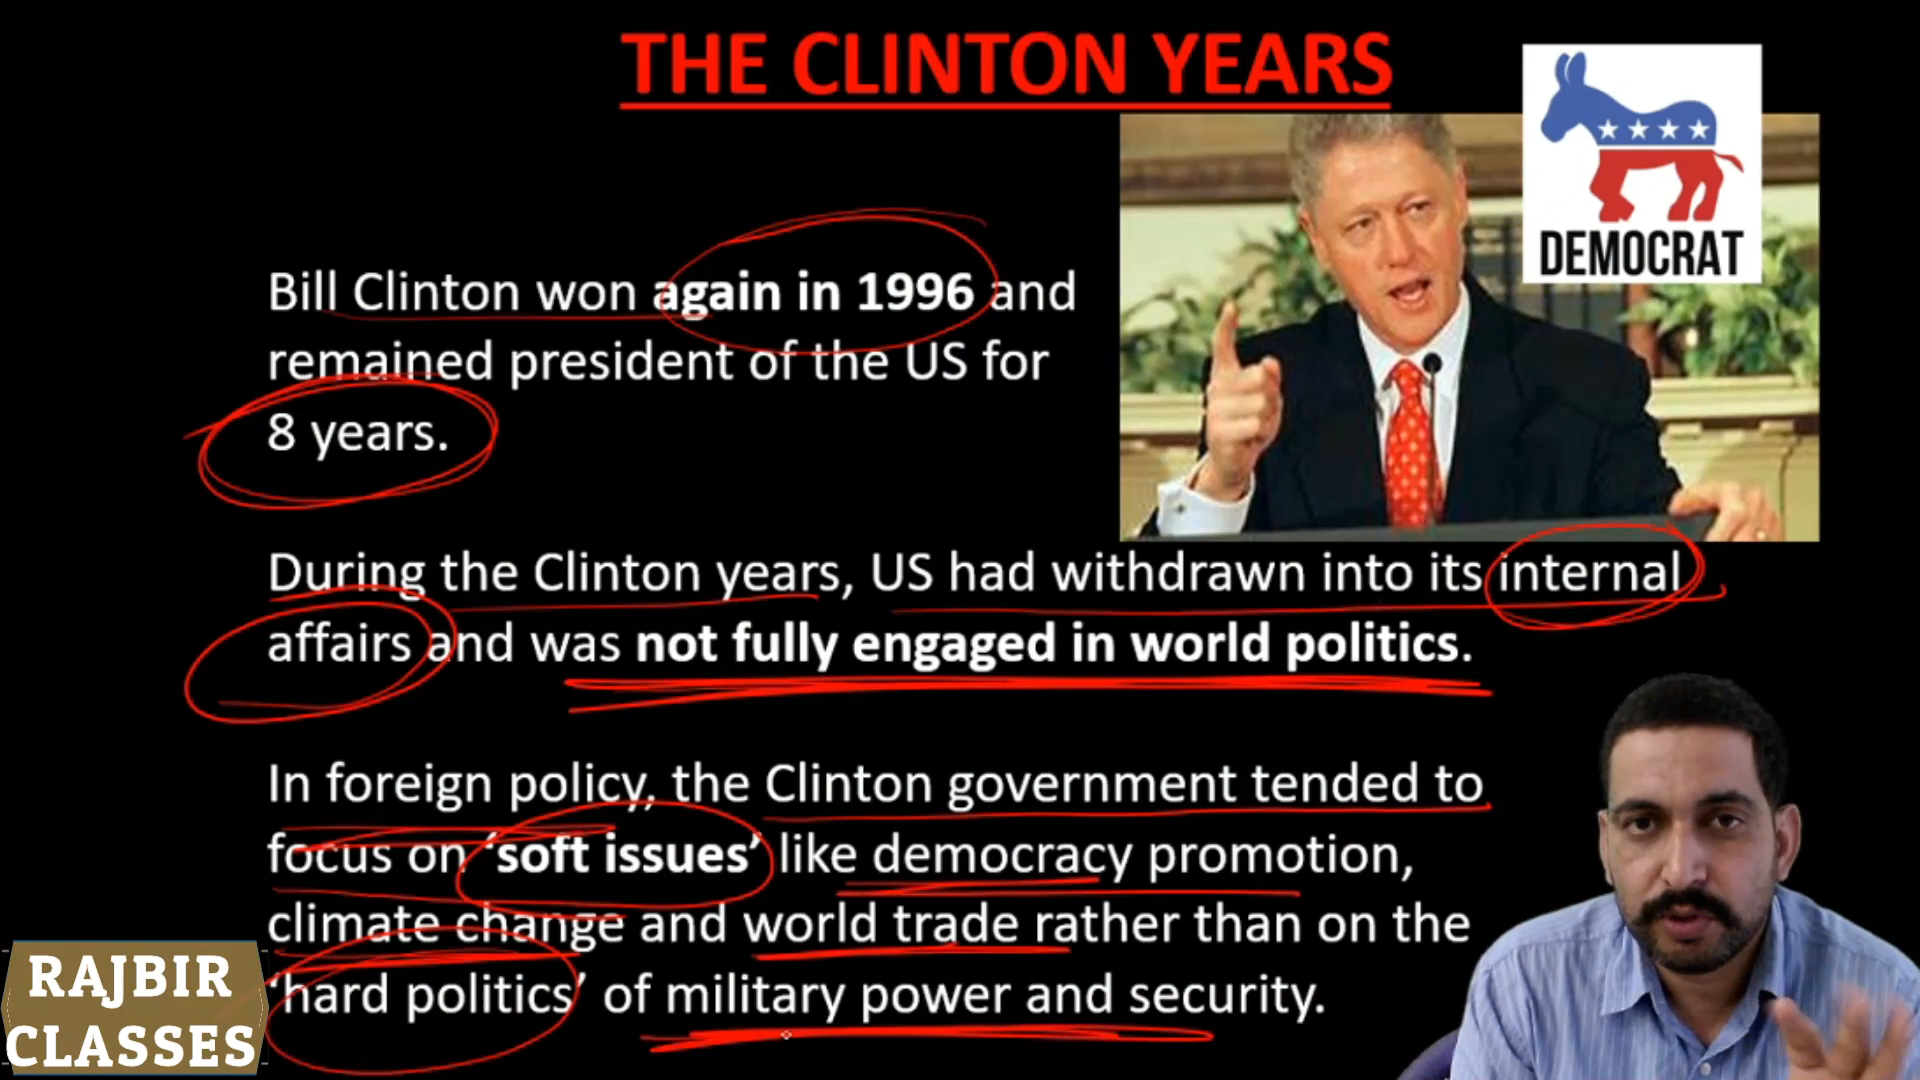 THE CLINTON YEARS
DEMOCRAT
Bill Clinton won again in 1996 and
remained president of the US for
8 years.
During the Clinton years, US had withdrawn into its internal
affairs and was not fully engaged in world politics.
In foreign policy, the Clinton government tended to
focus on ‘soft issues’ like democracy promotion,
climate change and world trade rather than on the
‘hard politics’ of military power and security.
RAJBIR
CLASSES